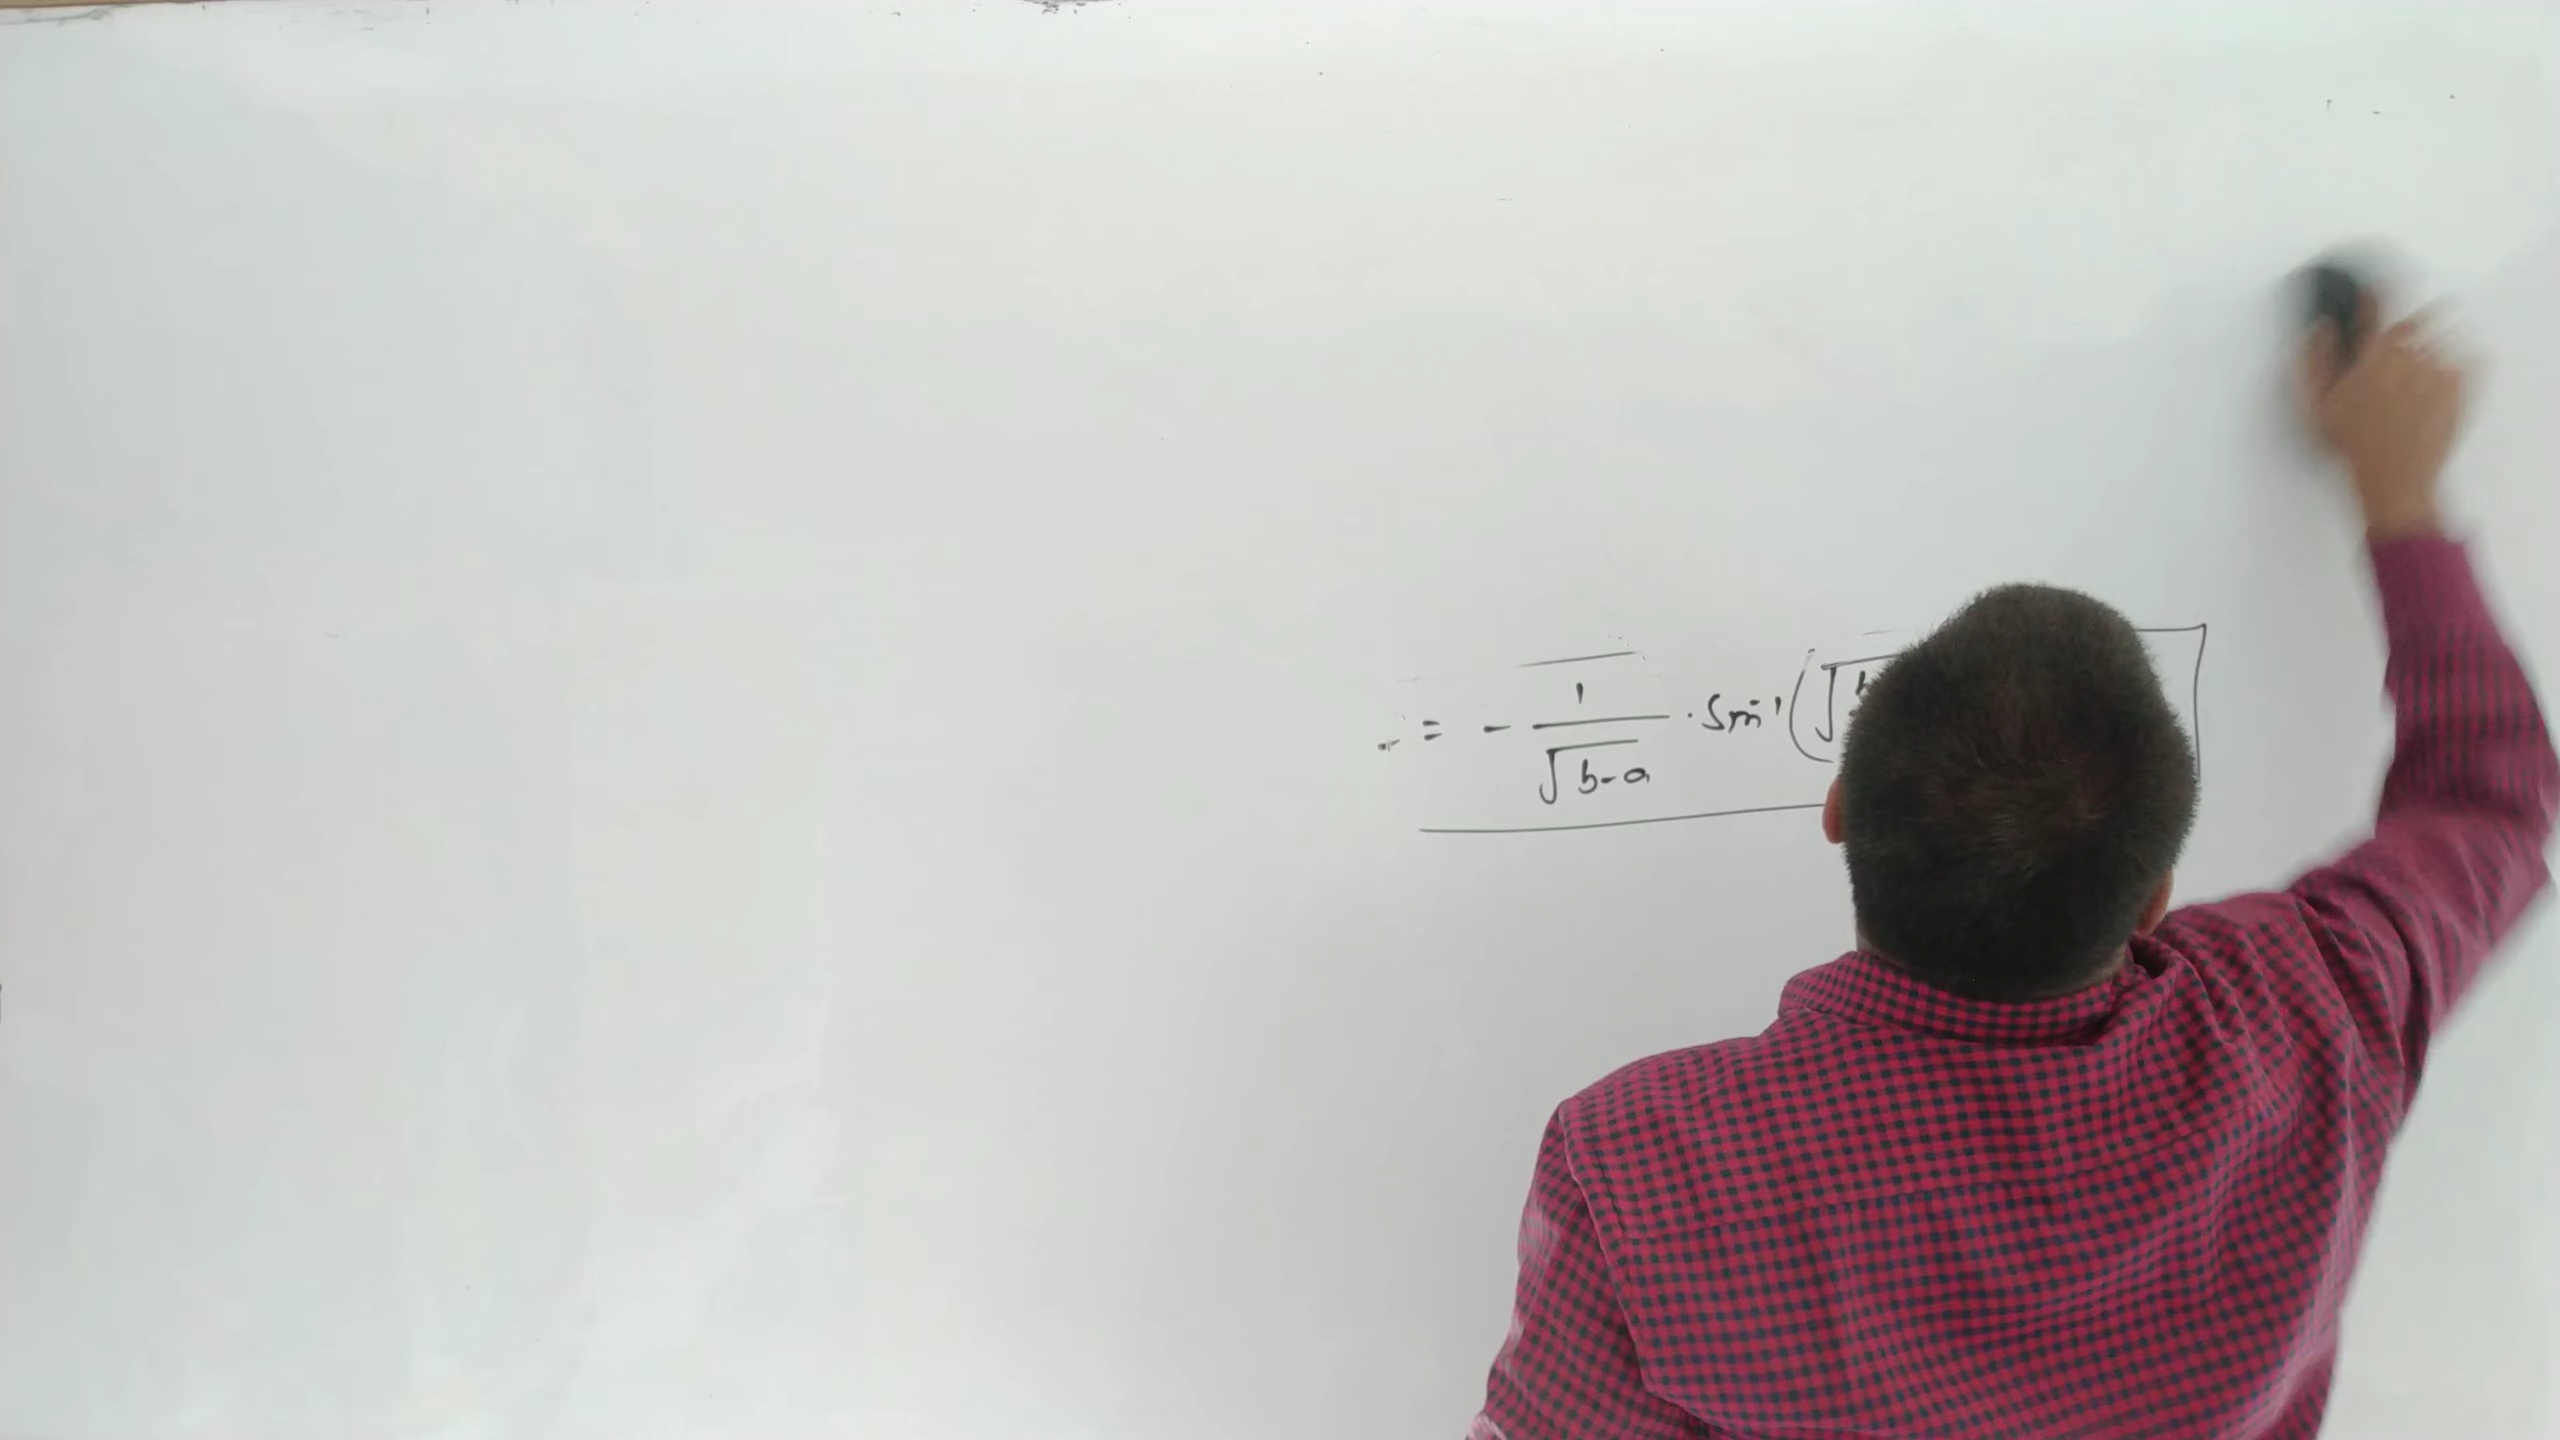 = - 1/√(b-a) · Sin⁻¹(√